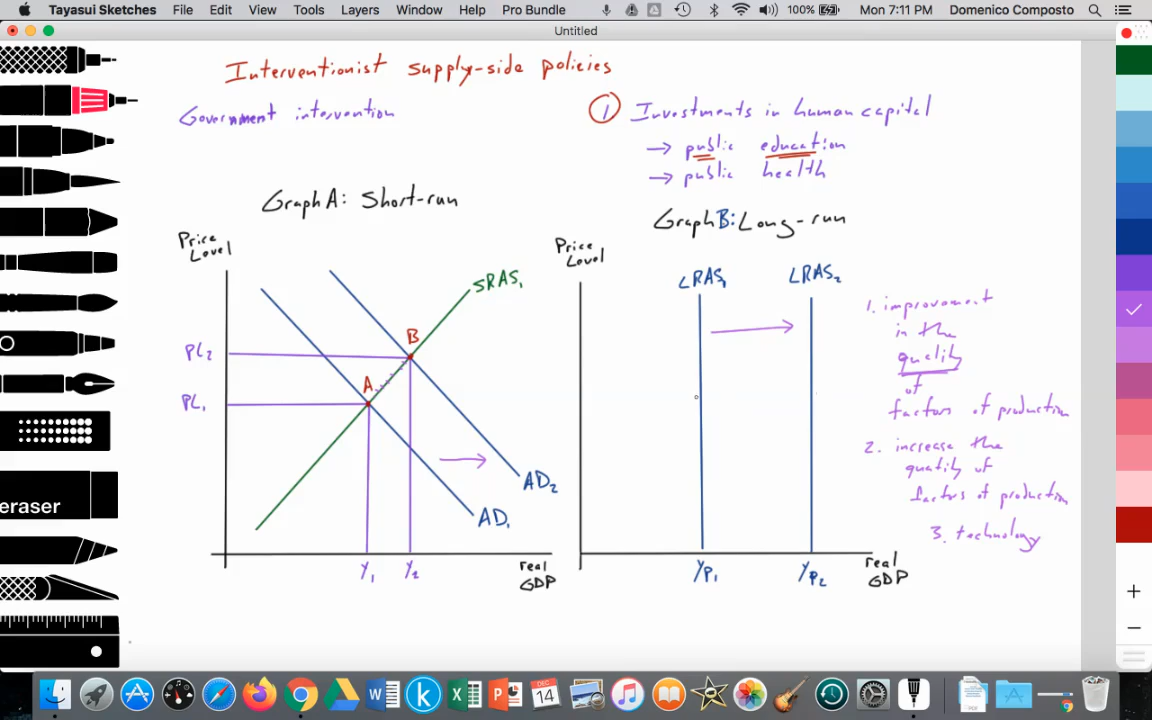 Tayasui Sketches File Edit View Tools Layers Window Help Pro Bundle 100% Mon 7:11 PM Domenico Composto
Untitled
Interventionist supply-side policies
Government intervention
1 Investments in human capital
→ public education
→ public health
Graph A: Short-run
Graph B: Long-run
Price Level
Price Level
SRAS₁
LRAS₁
LRAS₂
1. improvement
in the
quality
of
factors of production
B
PL₂
A
PL₁
2. increase the
quatity of
factors of production
AD₂
AD₁
3. technology
Y₁
Y₂
real GDP
YP₁
YP₂
real GDP
eraser
DEC
14